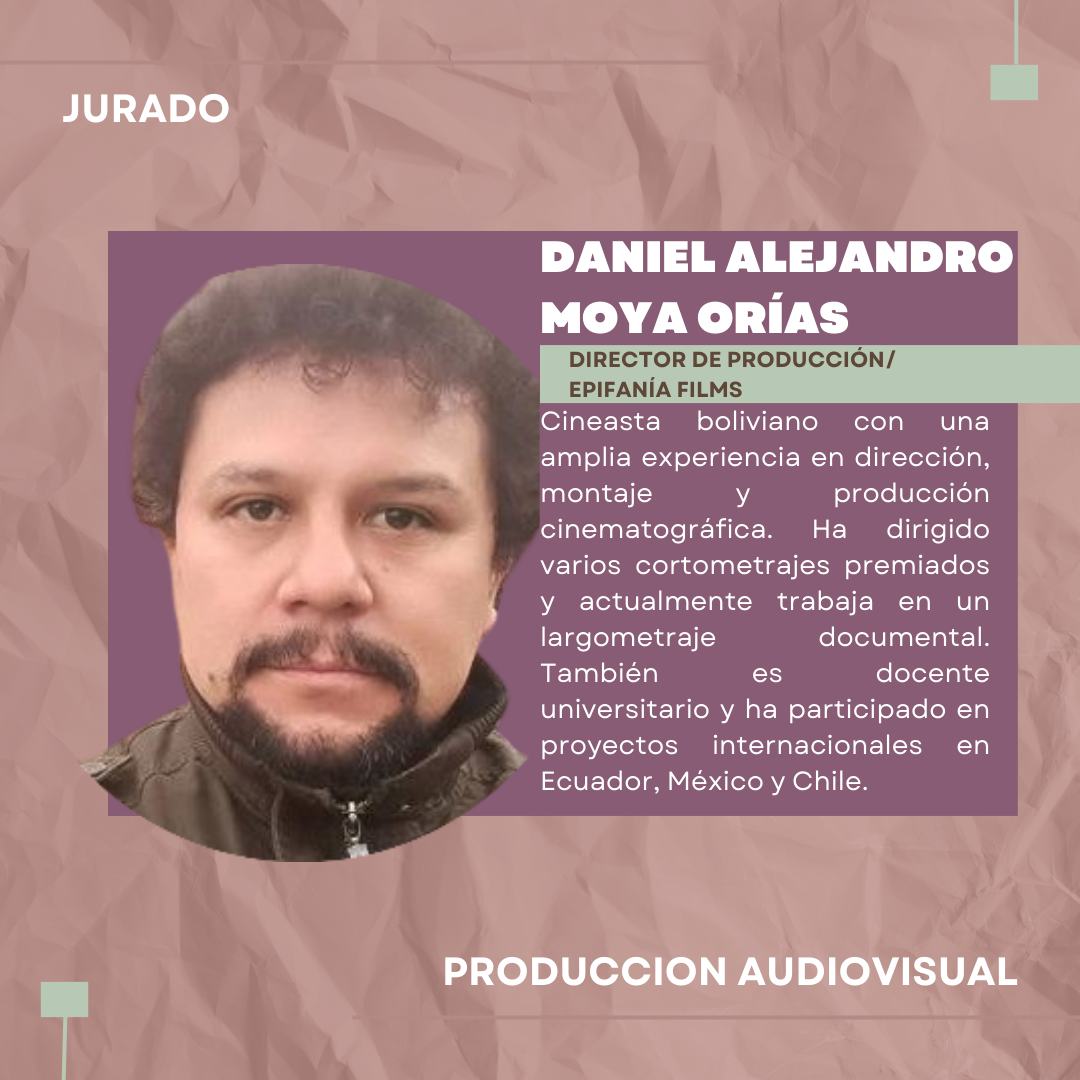 JURADO
DANIEL ALEJANDRO
MOYA ORÍAS
DIRECTOR DE PRODUCCIÓN/
EPIFANÍA FILMS
Cineasta boliviano con una
amplia experiencia en dirección,
montaje y producción
cinematográfica. Ha dirigido
varios cortometrajes premiados
y actualmente trabaja en un
largometraje documental.
También es docente
universitario y ha participado en
proyectos internacionales en
Ecuador, México y Chile.
PRODUCCION AUDIOVISUAL